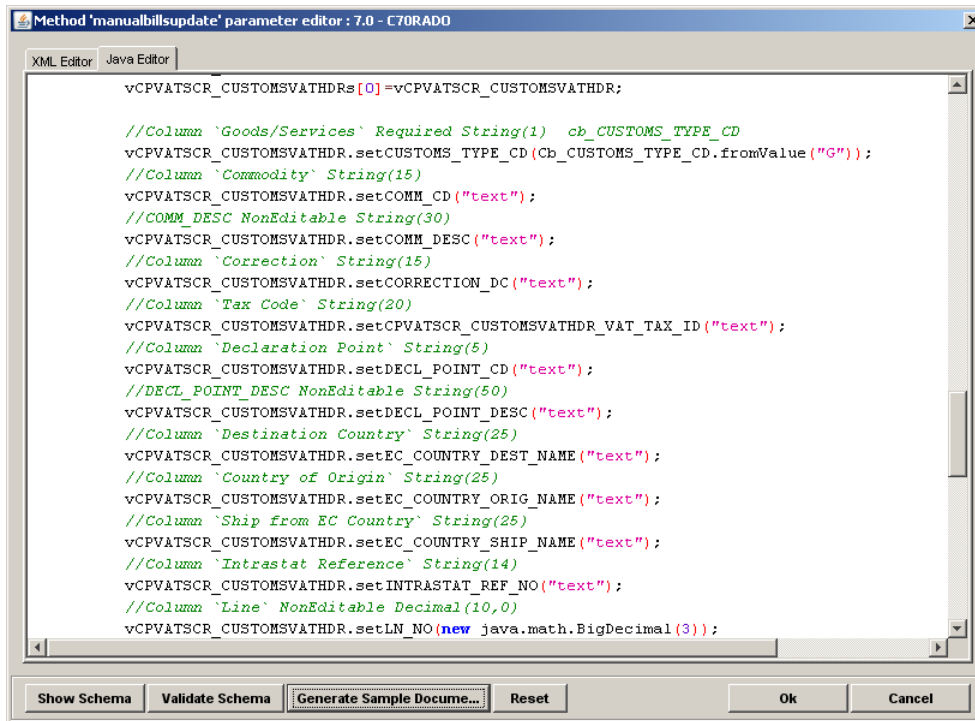 Method 'manualbillsupdate' parameter editor : 7.0 - C70RADO
XML Editor Java Editor
vCPVATSCR_CUSTOMSVATHDRs[0]=vCPVATSCR_CUSTOMSVATHDR;
//Column `Goods/Services` Required String(1)  cb_CUSTOMS_TYPE_CD
vCPVATSCR_CUSTOMSVATHDR.setCUSTOMS_TYPE_CD(Cb_CUSTOMS_TYPE_CD.fromValue("G"));
//Column `Commodity` String(15)
vCPVATSCR_CUSTOMSVATHDR.setCOMM_CD("text");
//COMM_DESC NonEditable String(30)
vCPVATSCR_CUSTOMSVATHDR.setCOMM_DESC("text");
//Column `Correction` String(15)
vCPVATSCR_CUSTOMSVATHDR.setCORRECTION_DC("text");
//Column `Tax Code` String(20)
vCPVATSCR_CUSTOMSVATHDR.setCPVATSCR_CUSTOMSVATHDR_VAT_TAX_ID("text");
//Column `Declaration Point` String(5)
vCPVATSCR_CUSTOMSVATHDR.setDECL_POINT_CD("text");
//DECL_POINT_DESC NonEditable String(50)
vCPVATSCR_CUSTOMSVATHDR.setDECL_POINT_DESC("text");
//Column `Destination Country` String(25)
vCPVATSCR_CUSTOMSVATHDR.setEC_COUNTRY_DEST_NAME("text");
//Column `Country of Origin` String(25)
vCPVATSCR_CUSTOMSVATHDR.setEC_COUNTRY_ORIG_NAME("text");
//Column `Ship from EC Country` String(25)
vCPVATSCR_CUSTOMSVATHDR.setEC_COUNTRY_SHIP_NAME("text");
//Column `Intrastat Reference` String(14)
vCPVATSCR_CUSTOMSVATHDR.setINTRASTAT_REF_NO("text");
//Column `Line` NonEditable Decimal(10,0)
vCPVATSCR_CUSTOMSVATHDR.setLN_NO(new java.math.BigDecimal(3));
Show Schema Validate Schema Generate Sample Docume... Reset Ok Cancel